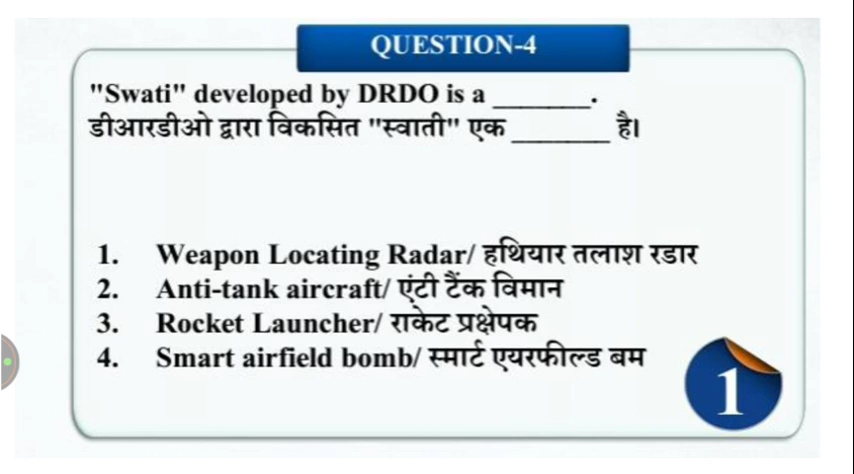 QUESTION-4
"Swati" developed by DRDO is a ________.
डीआरडीओ द्वारा विकसित "स्वाती" एक ________ है।
1. Weapon Locating Radar/ हथियार तलाश रडार
2. Anti-tank aircraft/ एंटी टैंक विमान
3. Rocket Launcher/ राकेट प्रक्षेपक
4. Smart airfield bomb/ स्मार्ट एयरफील्ड बम
1